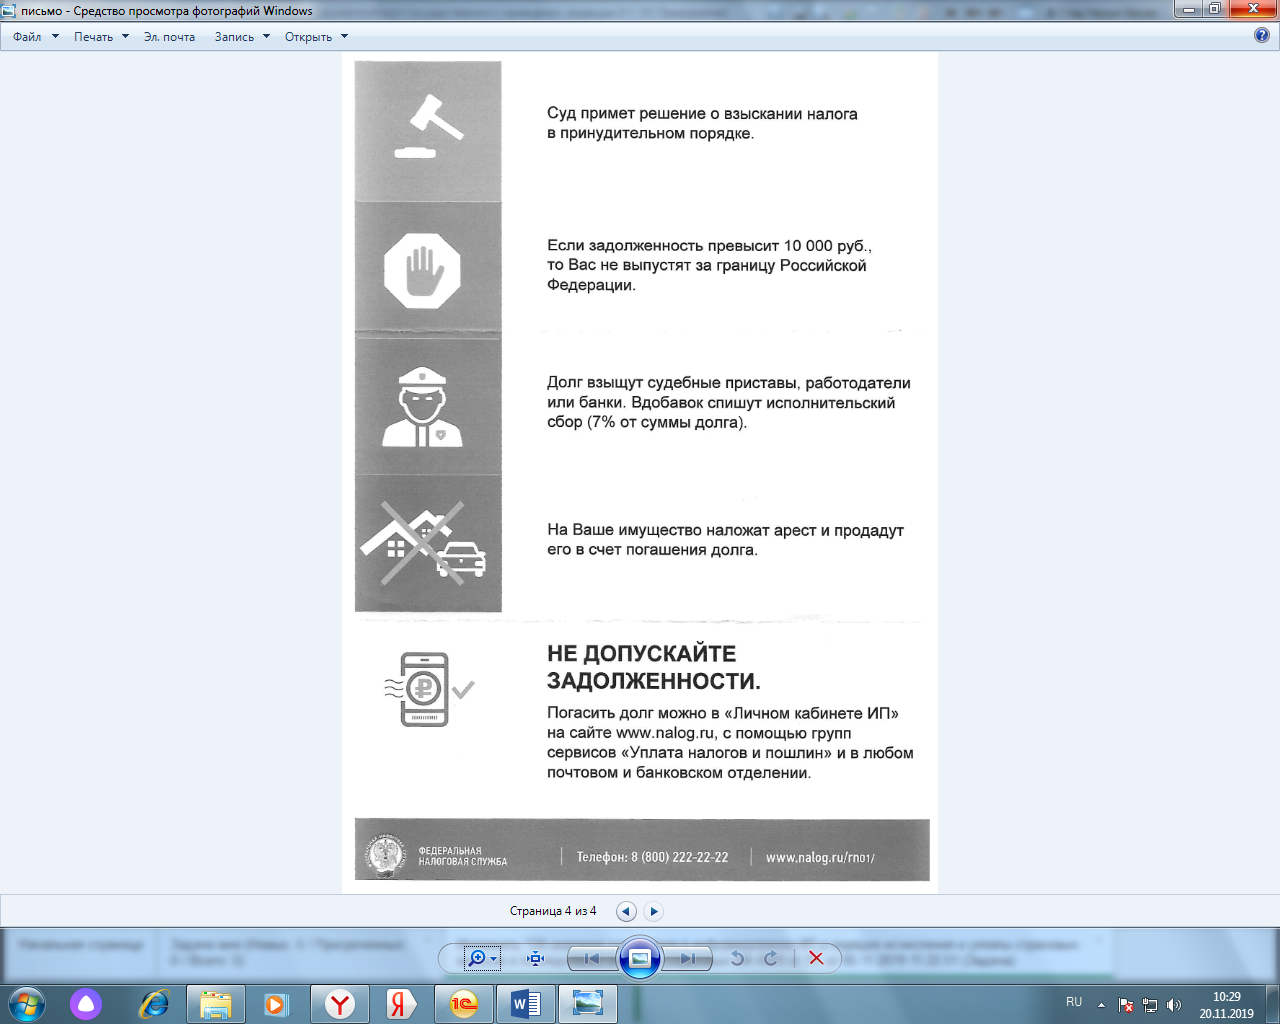 письмо - Средство просмотра фотографий Windows
Файл Печать Эл. почта Запись Открыть
Суд примет решение о взыскании налога
в принудительном порядке.
Если задолженность превысит 10 000 руб.,
то Вас не выпустят за границу Российской
Федерации.
Долг взыщут судебные приставы, работодатели
или банки. Вдобавок спишут исполнительский
сбор (7% от суммы долга).
На Ваше имущество наложат арест и продадут
его в счет погашения долга.
НЕ ДОПУСКАЙТЕ
ЗАДОЛЖЕННОСТИ.
Погасить долг можно в «Личном кабинете ИП»
на сайте www.nalog.ru, с помощью групп
сервисов «Уплата налогов и пошлин» и в любом
почтовом и банковском отделении.
ФЕДЕРАЛЬНАЯ
НАЛОГОВАЯ СЛУЖБА
Телефон: 8 (800) 222-22-22
www.nalog.ru/rn01/
Страница 4 из 4
Начальная страница
RU
10:29
20.11.2019